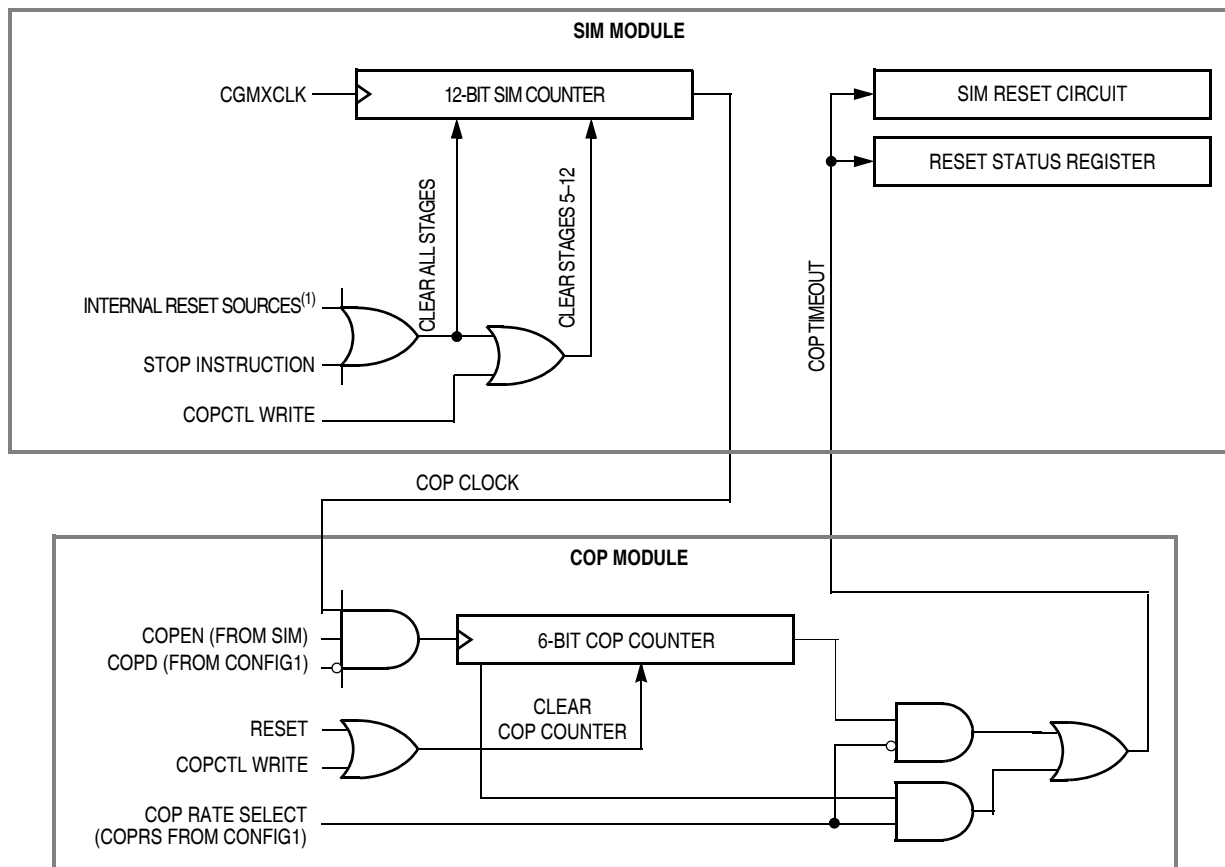 SIM MODULE
CGMXCLK
12-BIT SIM COUNTER
SIM RESET CIRCUIT
RESET STATUS REGISTER
CLEAR ALL STAGES
CLEAR STAGES 5–12
COP TIMEOUT
INTERNAL RESET SOURCES(1)
STOP INSTRUCTION
COPCTL WRITE
COP CLOCK
COP MODULE
COPEN (FROM SIM)
COPD (FROM CONFIG1)
6-BIT COP COUNTER
CLEAR
COP COUNTER
RESET
COPCTL WRITE
COP RATE SELECT
(COPRS FROM CONFIG1)